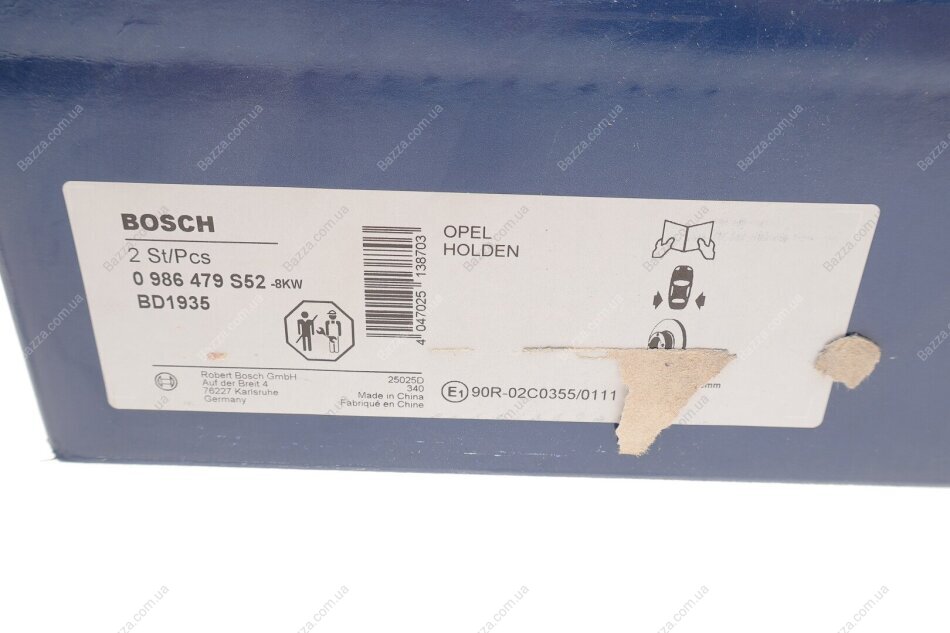 BOSCH
2 St/Pcs
0 986 479 S52 -8KW
BD1935
4 047025 138703
OPEL
HOLDEN
Robert Bosch GmbH
Auf der Breit 4
76227 Karlsruhe
Germany
25025D
340
Made in China
Fabriqué en Chine
E1 90R-02C0355/0111
mm
Bazza.com.ua